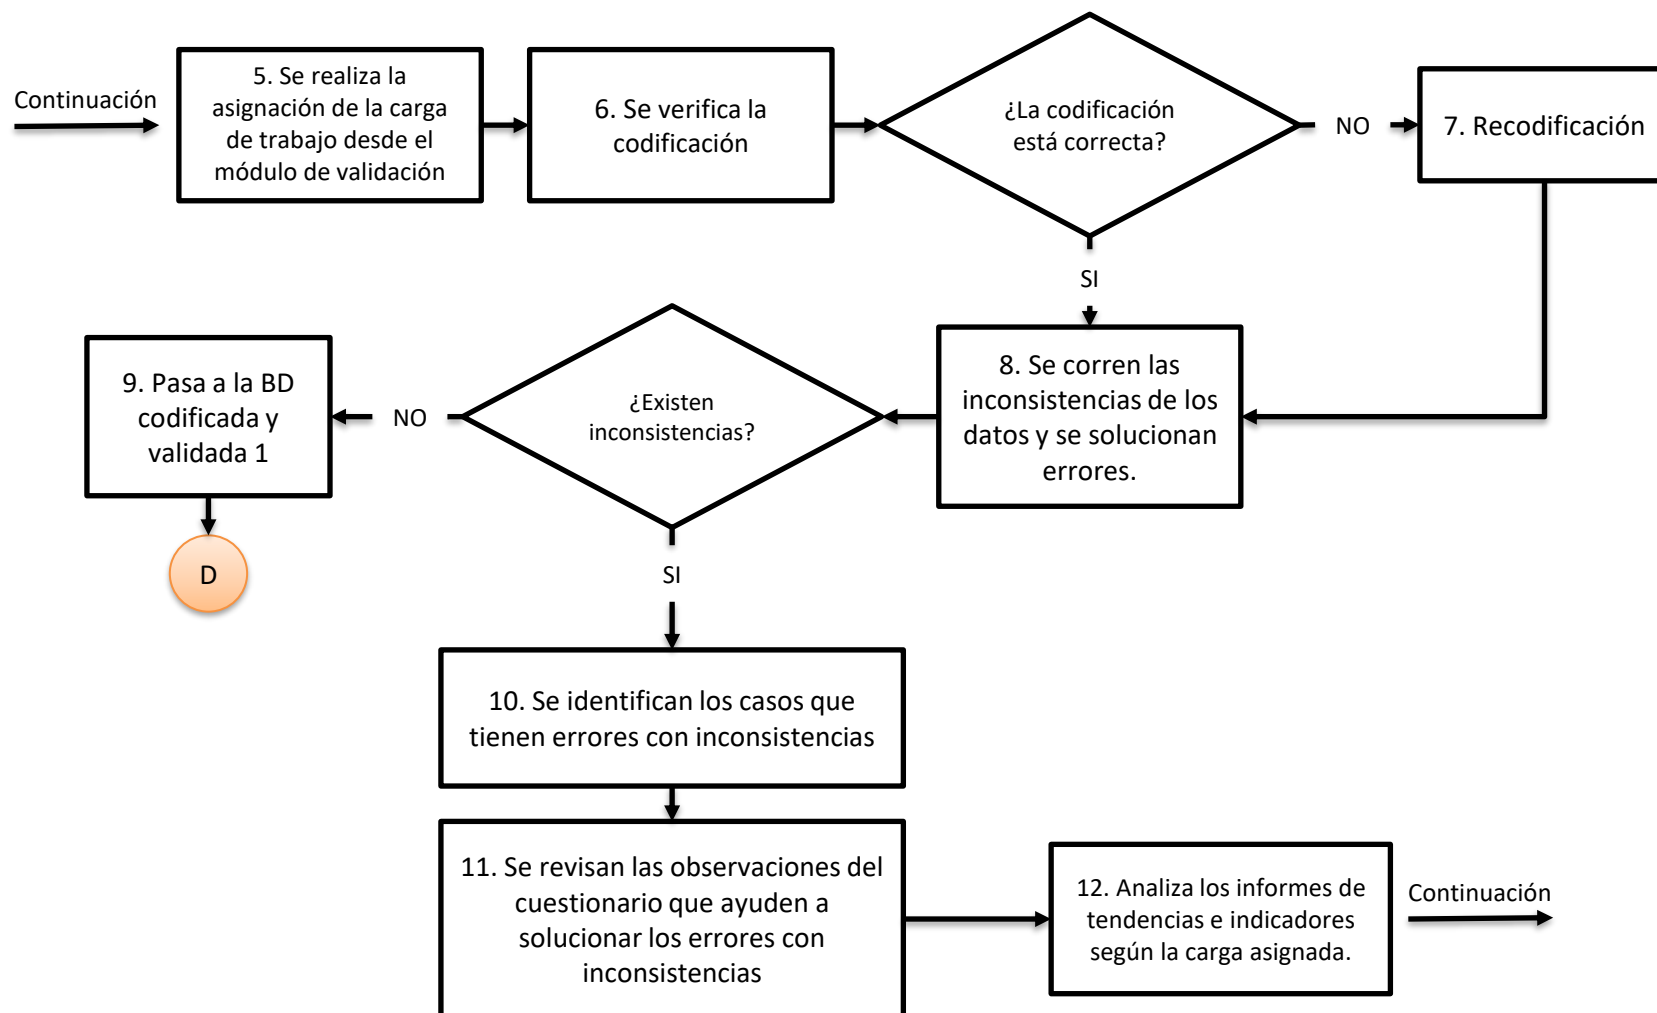 Continuación
5. Se realiza la
asignación de la carga
de trabajo desde el
módulo de validación
6. Se verifica la
codificación
¿La codificación
está correcta?
NO
7. Recodificación
SI
8. Se corren las
inconsistencias de los
datos y se solucionan
errores.
¿Existen
inconsistencias?
NO
9. Pasa a la BD
codificada y
validada 1
D
SI
10. Se identifican los casos que
tienen errores con inconsistencias
11. Se revisan las observaciones del
cuestionario que ayuden a
solucionar los errores con
inconsistencias
12. Analiza los informes de
tendencias e indicadores
según la carga asignada.
Continuación